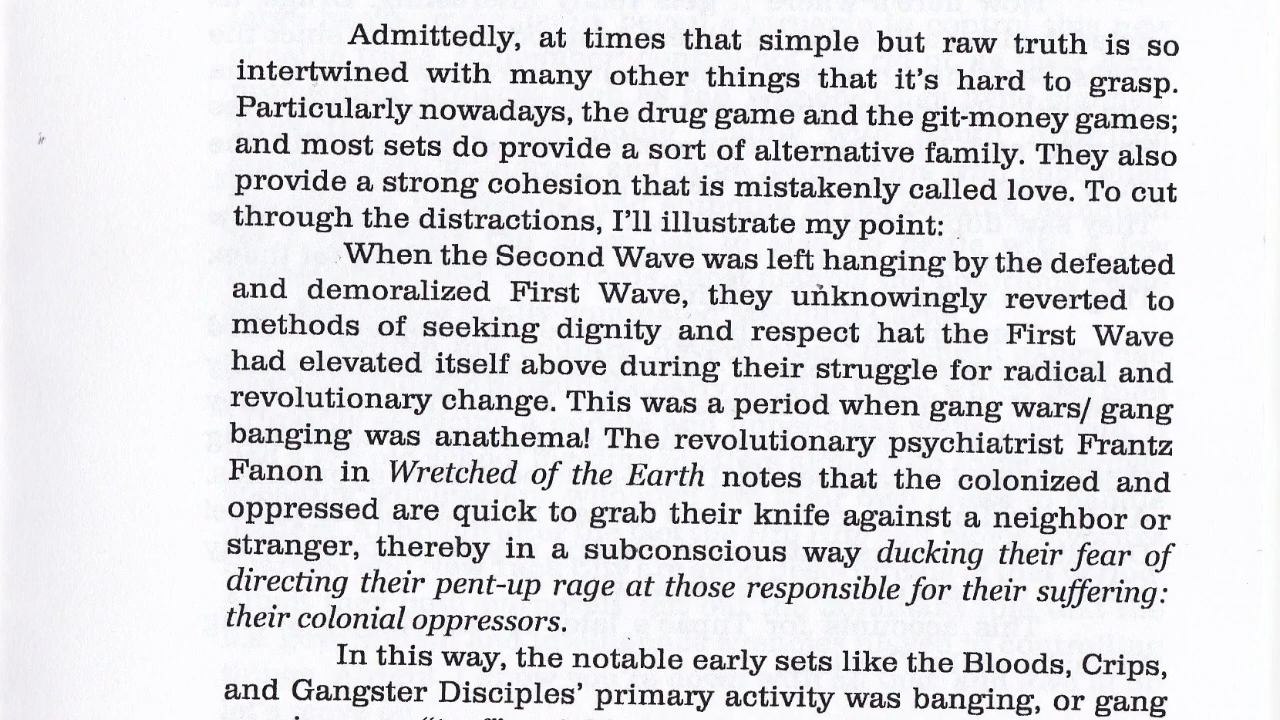 Admittedly, at times that simple but raw truth is so
intertwined with many other things that it's hard to grasp.
Particularly nowadays, the drug game and the git-money games;
and most sets do provide a sort of alternative family. They also
provide a strong cohesion that is mistakenly called love. To cut
through the distractions, I'll illustrate my point:
When the Second Wave was left hanging by the defeated
and demoralized First Wave, they unknowingly reverted to
methods of seeking dignity and respect hat the First Wave
had elevated itself above during their struggle for radical and
revolutionary change. This was a period when gang wars/ gang
banging was anathema! The revolutionary psychiatrist Frantz
Fanon in Wretched of the Earth notes that the colonized and
oppressed are quick to grab their knife against a neighbor or
stranger, thereby in a subconscious way ducking their fear of
directing their pent-up rage at those responsible for their suffering:
their colonial oppressors.
In this way, the notable early sets like the Bloods, Crips,
and Gangster Disciples' primary activity was banging, or gang